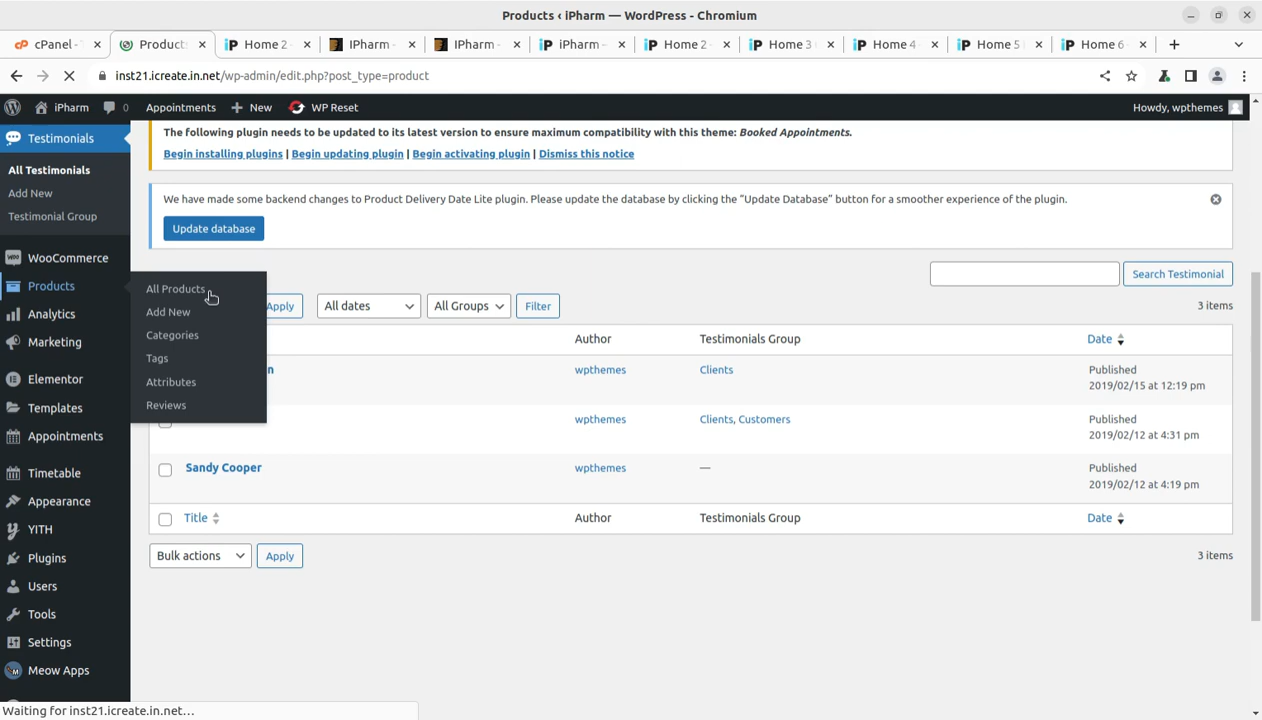 Products ‹ iPharm — WordPress - Chromium
cPanel -
Product:
Home 2 -
IPharm -
IPharm -
iPharm -
Home 2 -
Home 3
Home 4 -
Home 5
Home 6 -
inst21.icreate.in.net/wp-admin/edit.php?post_type=product
iPharm
0
Appointments
New
WP Reset
Howdy, wpthemes
Testimonials
All Testimonials
Add New
Testimonial Group
WooCommerce
Products
Analytics
Marketing
Elementor
Templates
Appointments
Timetable
Appearance
YITH
Plugins
Users
Tools
Settings
Meow Apps
All Products
Add New
Categories
Tags
Attributes
Reviews
The following plugin needs to be updated to its latest version to ensure maximum compatibility with this theme: Booked Appointments.
Begin installing plugins | Begin updating plugin | Begin activating plugin | Dismiss this notice
We have made some backend changes to Product Delivery Date Lite plugin. Please update the database by clicking the "Update Database" button for a smoother experience of the plugin.
Update database
Search Testimonial
Apply
All dates
All Groups
Filter
3 items
Author
Testimonials Group
Date
n
wpthemes
Clients
Published
2019/02/15 at 12:19 pm
wpthemes
Clients, Customers
Published
2019/02/12 at 4:31 pm
Sandy Cooper
wpthemes
—
Published
2019/02/12 at 4:19 pm
Title
Author
Testimonials Group
Date
Bulk actions
Apply
3 items
Waiting for inst21.icreate.in.net...